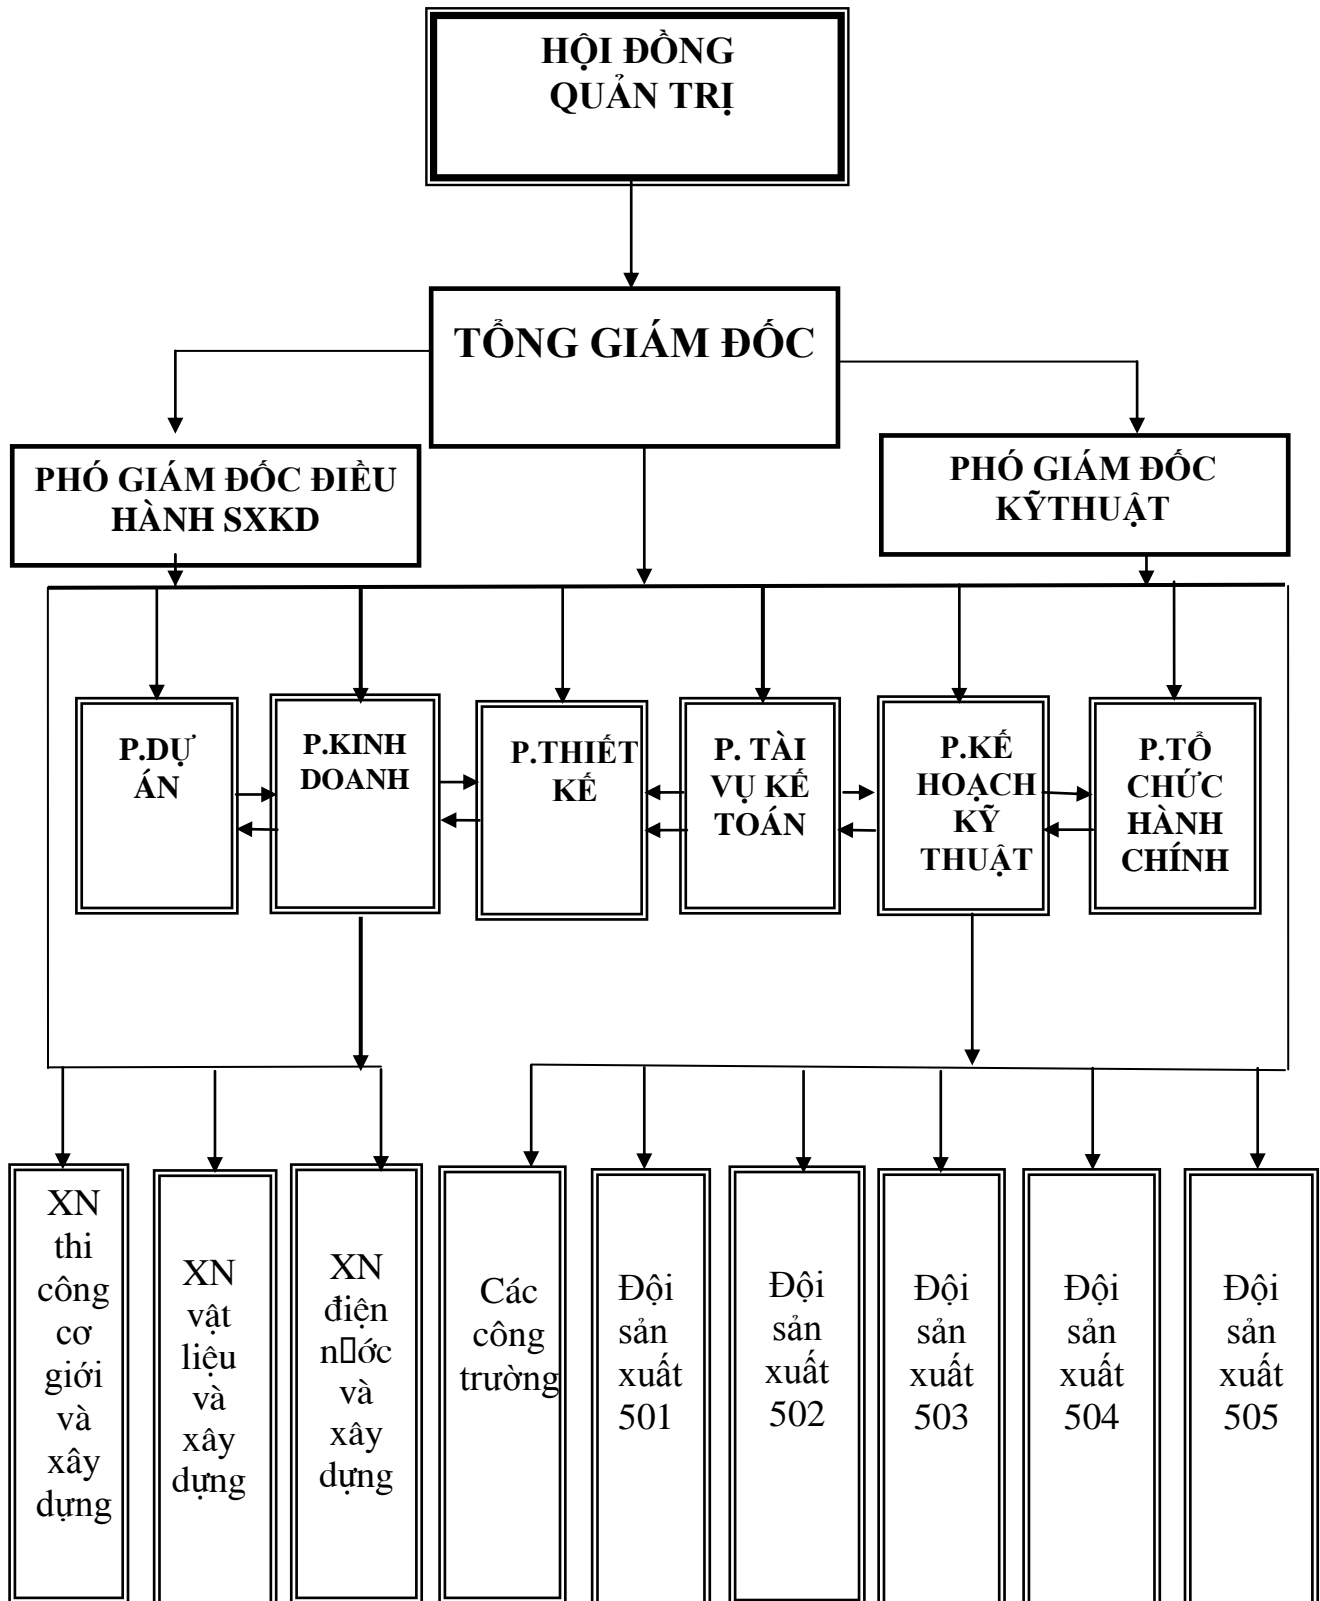 HỘI ĐỒNG
QUẢN TRỊ
TỔNG GIÁM ĐỐC
PHÓ GIÁM ĐỐC ĐIỀU
HÀNH SXKD
PHÓ GIÁM ĐỐC
KỸTHUẬT
P.DỰ
ÁN
P.KINH
DOANH
P.THIẾT
KẾ
P. TÀI
VỤ KẾ
TOÁN
P.KẾ
HOẠCH
KỸ
THUẬT
P.TỔ
CHỨC
HÀNH
CHÍNH
XN
thi
công
cơ
giới
và
xây
dựng
XN
vật
liệu
và
xây
dựng
XN
điện
n▯ớc
và
xây
dựng
Các
công
trường
Đội
sản
xuất
501
Đội
sản
xuất
502
Đội
sản
xuất
503
Đội
sản
xuất
504
Đội
sản
xuất
505